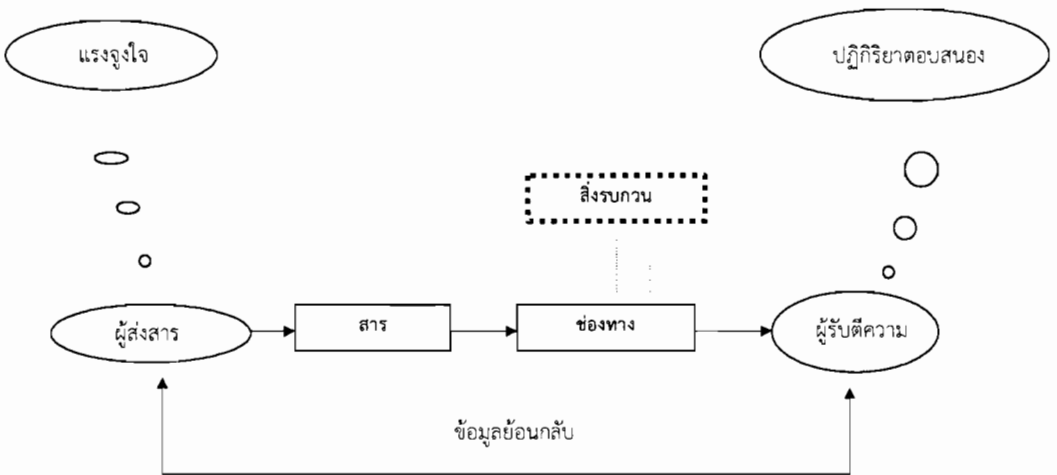 แรงจูงใจ
ปฏิกิริยาตอบสนอง
สิ่งรบกวน
ผู้ส่งสาร
สาร
ช่องทาง
ผู้รับตีความ
ข้อมูลย้อนกลับ